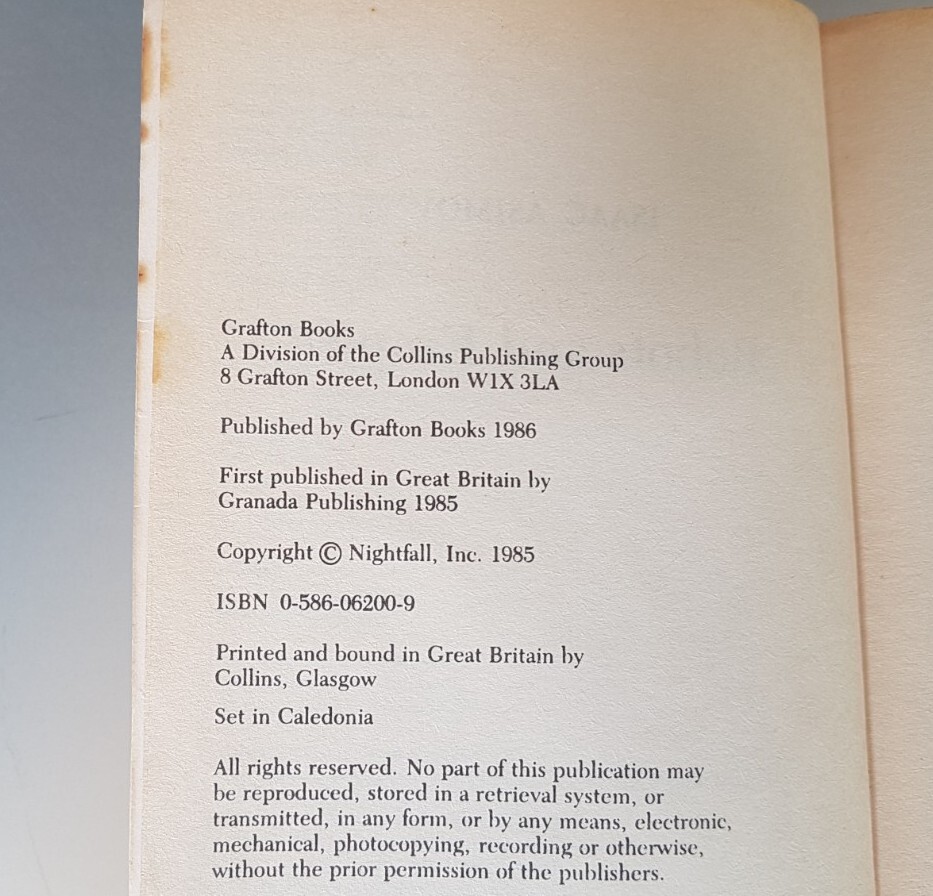 Grafton Books
A Division of the Collins Publishing Group
8 Grafton Street, London W1X 3LA
Published by Grafton Books 1986
First published in Great Britain by
Granada Publishing 1985
Copyright © Nightfall, Inc. 1985
ISBN 0-586-06200-9
Printed and bound in Great Britain by
Collins, Glasgow
Set in Caledonia
All rights reserved. No part of this publication may
be reproduced, stored in a retrieval system, or
transmitted, in any form, or by any means, electronic,
mechanical, photocopying, recording or otherwise,
without the prior permission of the publishers.